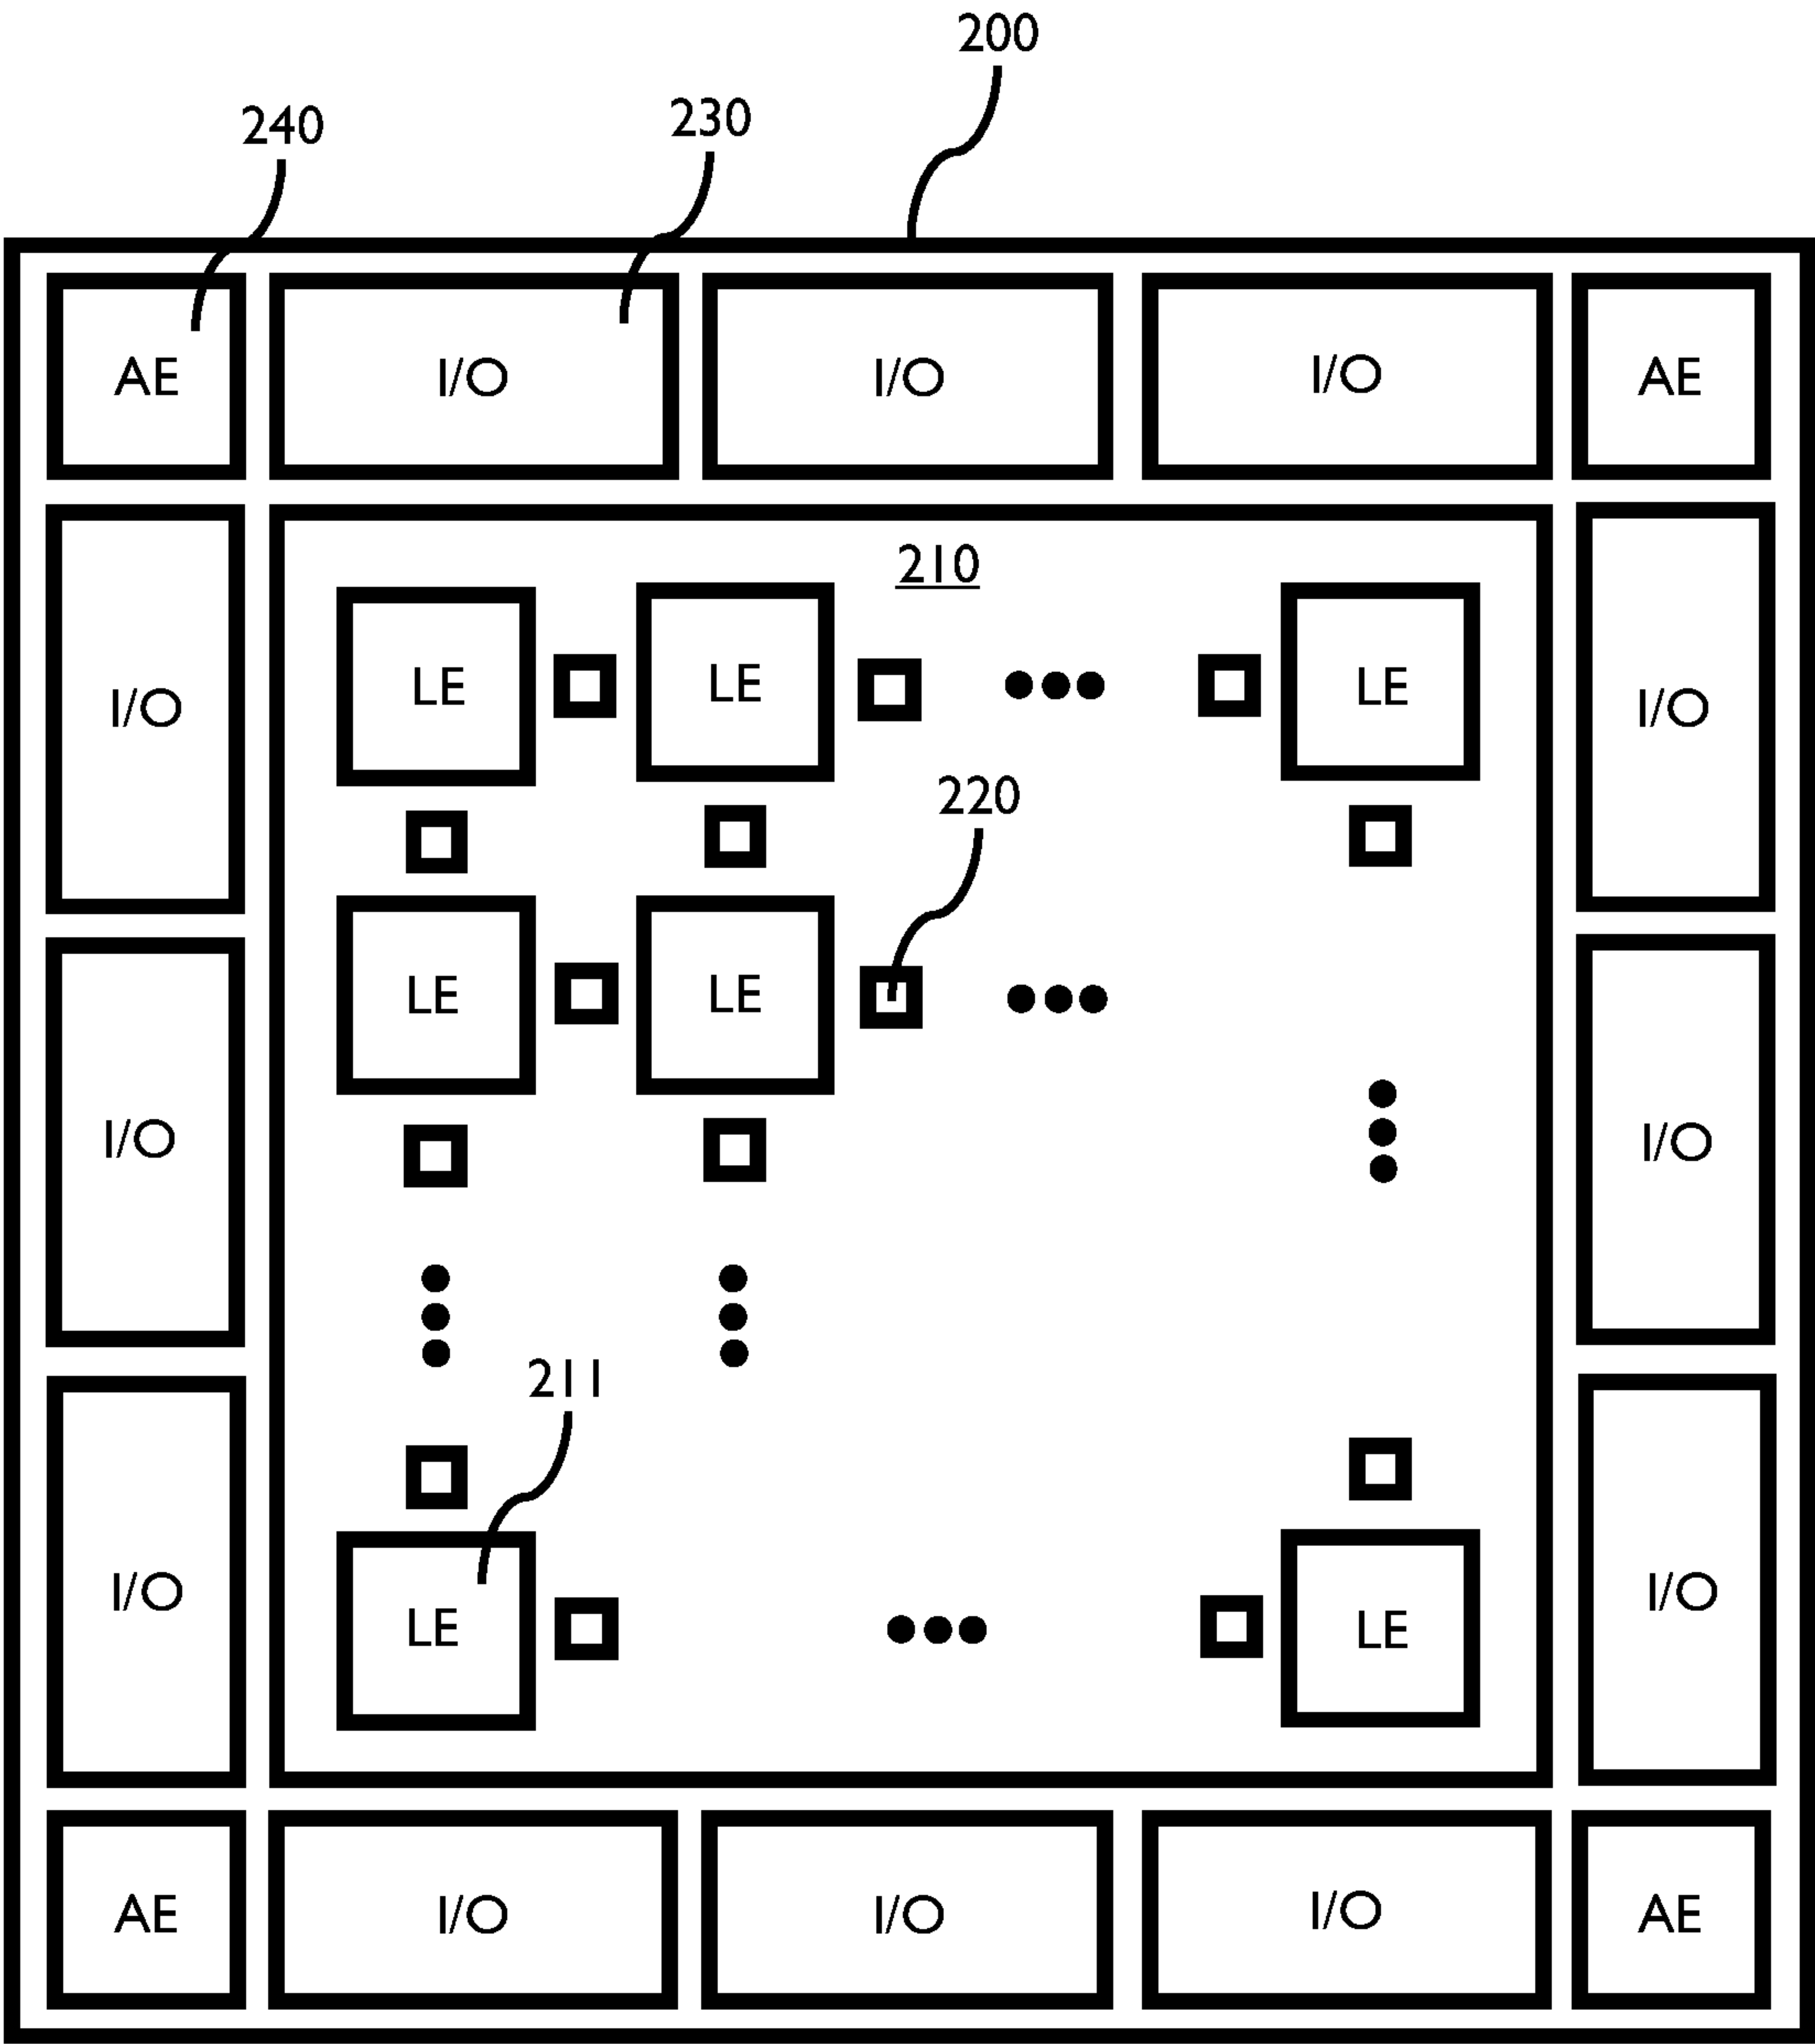 200
240 230
AE I/O I/O I/O AE
210
I/O LE LE LE I/O
220
I/O LE LE I/O
211
I/O LE LE I/O
AE I/O I/O I/O AE